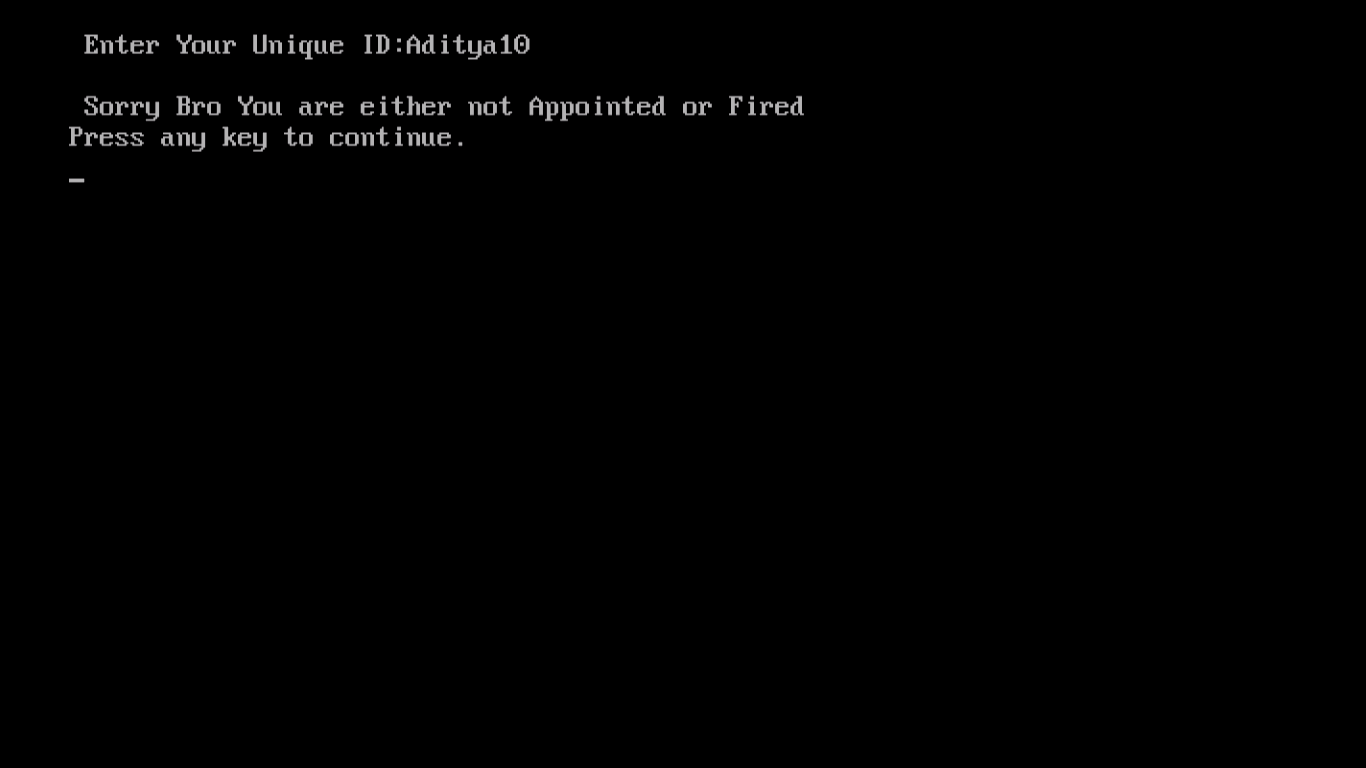 Enter Your Unique ID:Aditya10
Sorry Bro You are either not Appointed or Fired
Press any key to continue.
_